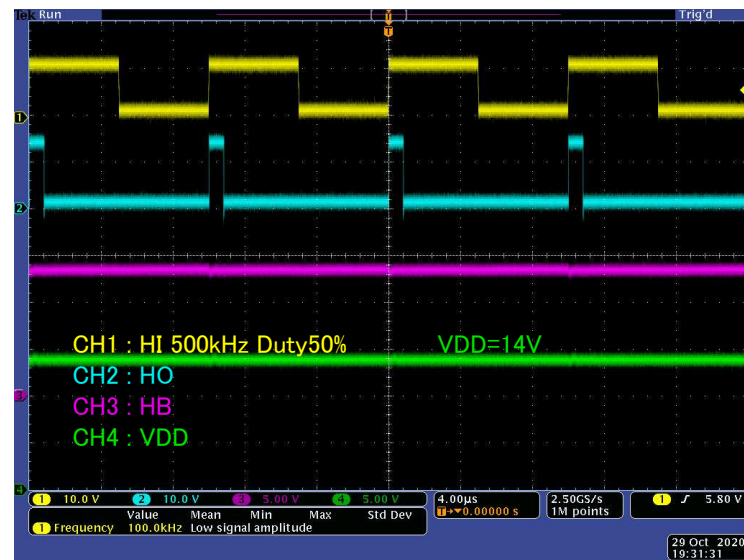 Tek Run Trig'd
T
T
1
2
CH1 : HI 500kHz Duty50% VDD=14V
CH2 : HO
3 CH3 : HB
CH4 : VDD
4
1 10.0 V 2 10.0 V 3 5.00 V 4 5.00 V 4.00µs 2.50GS/s 1 5.80 V
T→▼0.00000 s 1M points
Value Mean Min Max Std Dev
1 Frequency 100.0kHz Low signal amplitude
29 Oct 2020
19:31:31